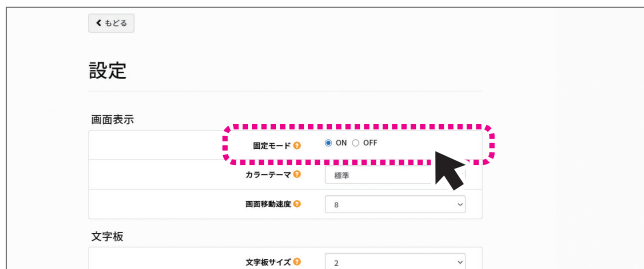 もどる
設定
画面表示
固定モード ? ON OFF
カラーテーマ ? 標準
画面移動速度 ? 8
文字板
文字板サイズ ? 2